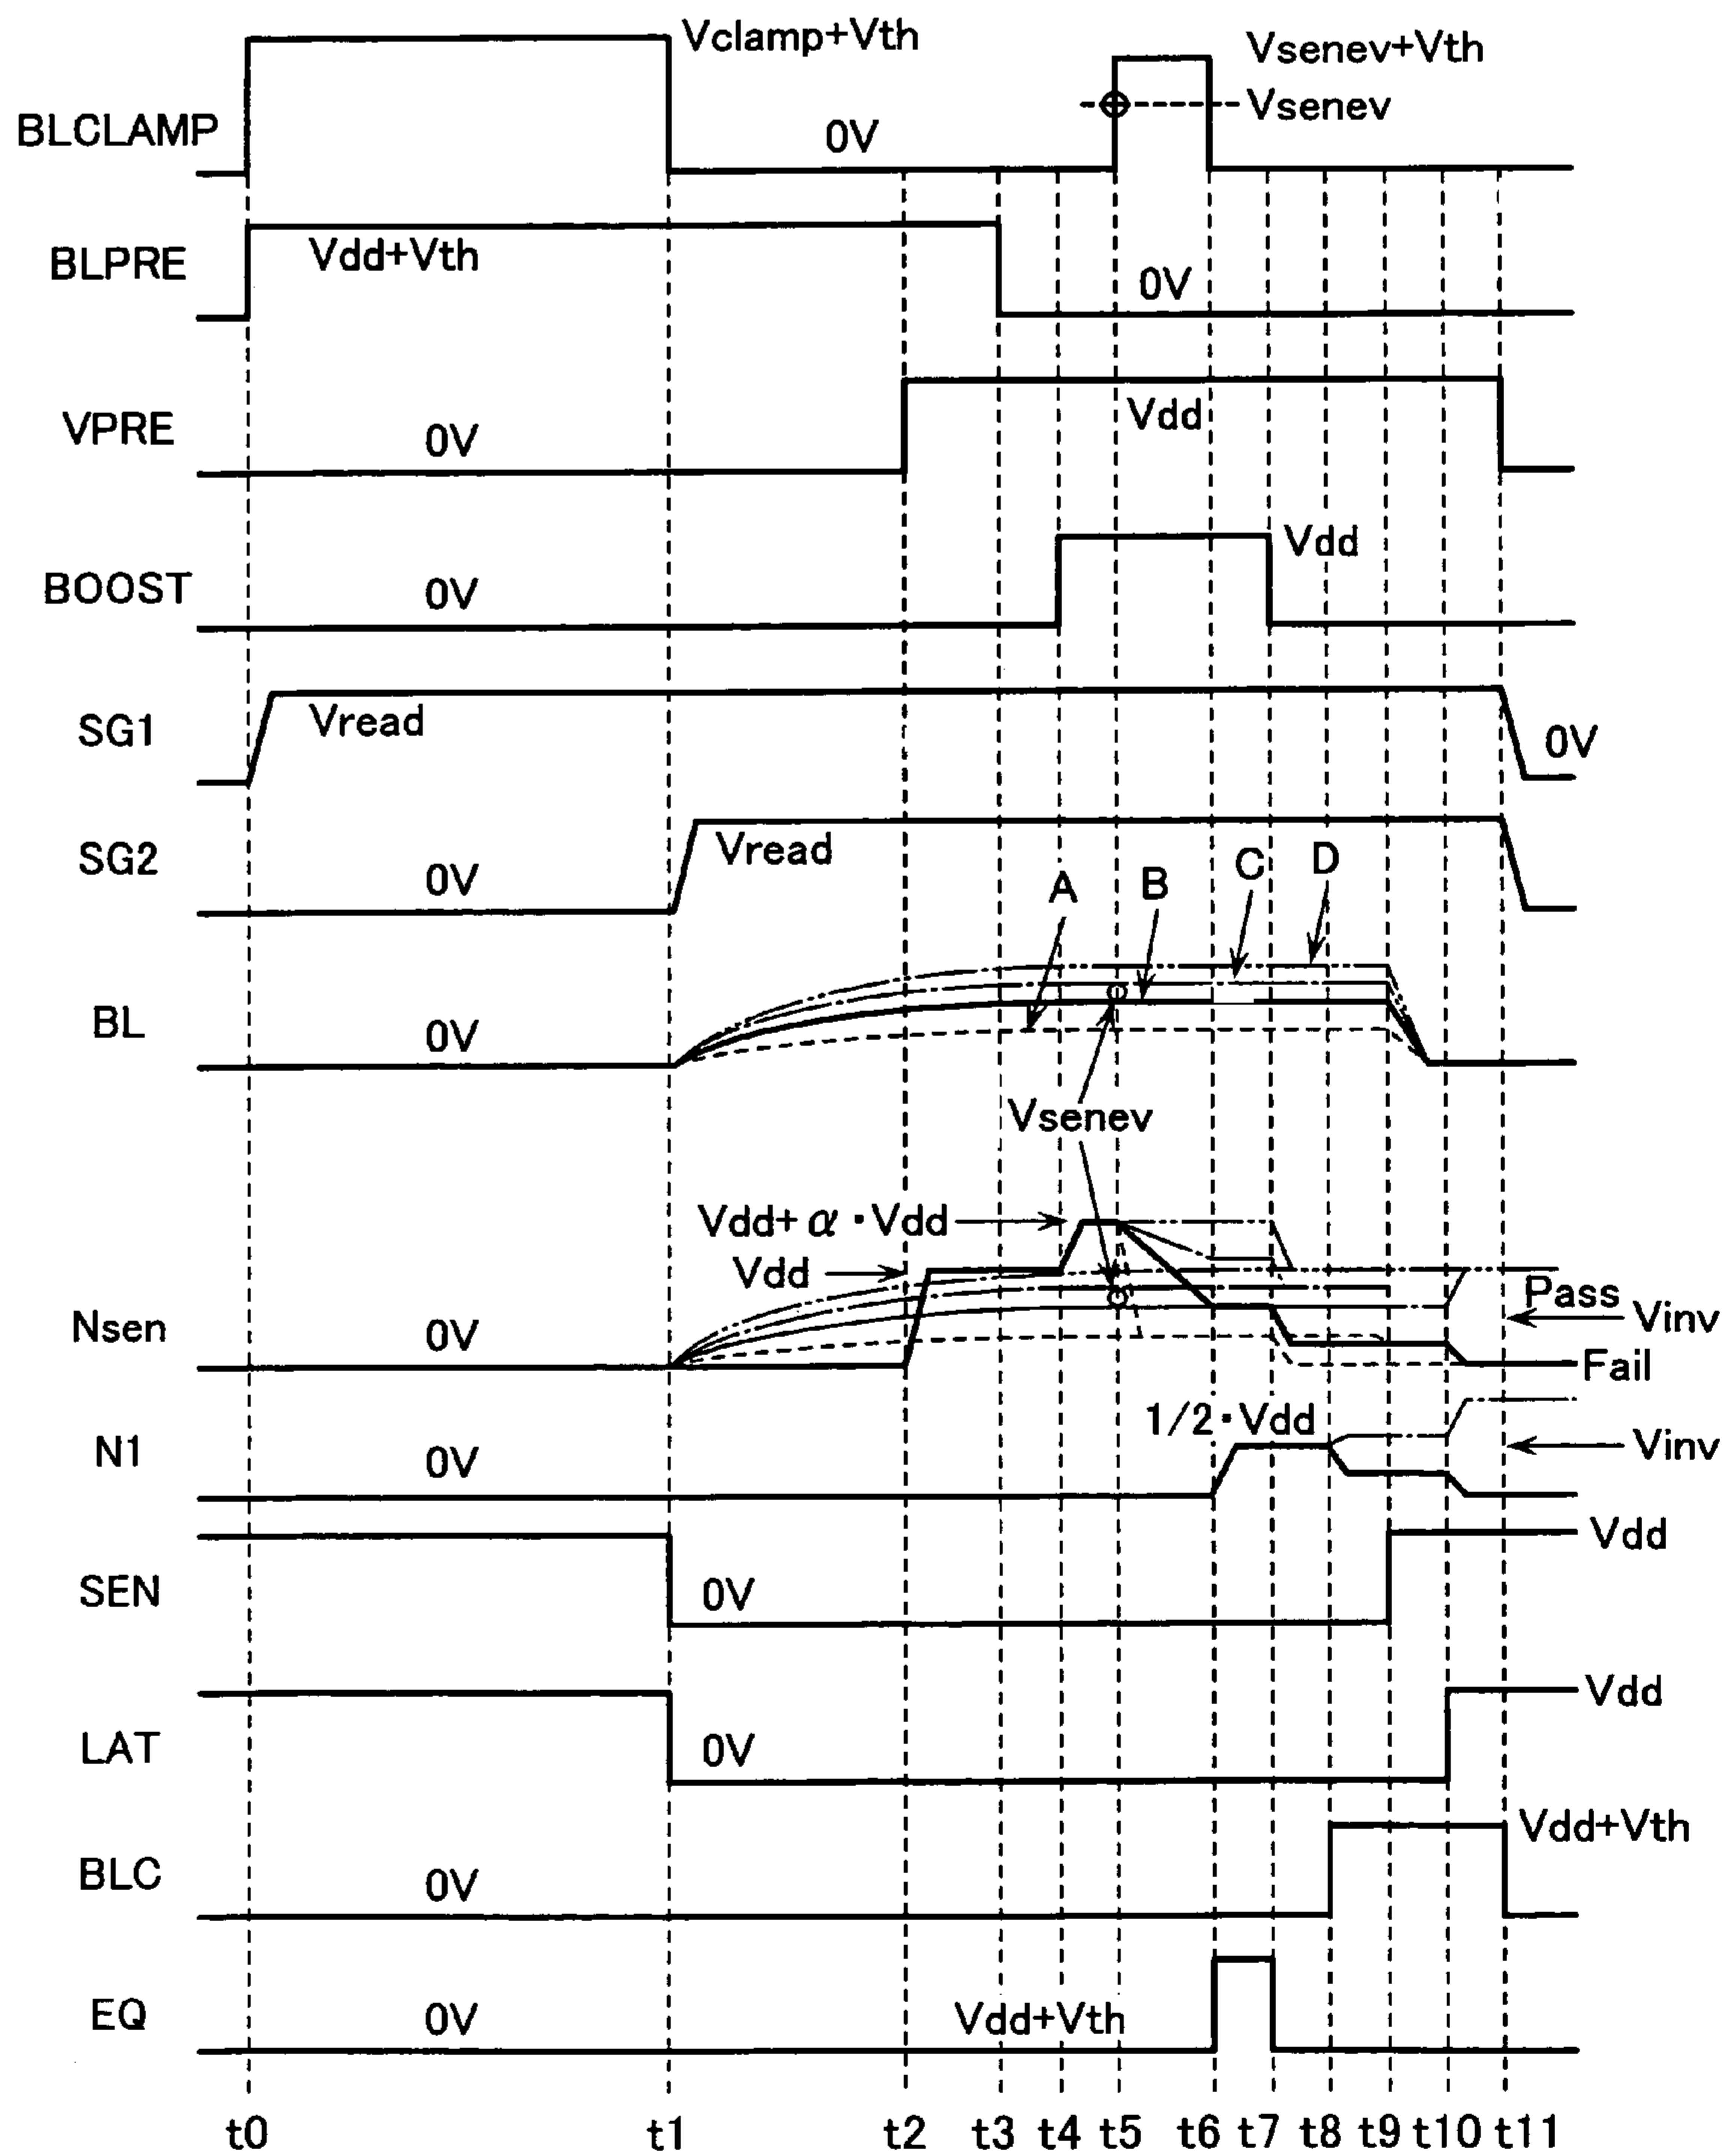 Vclamp+Vth
Vsenev+Vth
Vsenev
BLCLAMP
0V
BLPRE
Vdd+Vth
0V
VPRE
0V
Vdd
BOOST
0V
Vdd
SG1
Vread
0V
SG2
0V
Vread
A
B
C
D
BL
0V
Vsenev
Vdd+α・Vdd
Vdd
Nsen
0V
Pass
Vinv
Fail
N1
0V
1/2・Vdd
Vinv
SEN
0V
Vdd
LAT
0V
Vdd
BLC
0V
Vdd+Vth
EQ
0V
Vdd+Vth
t0 t1 t2 t3 t4 t5 t6 t7 t8 t9 t10 t11